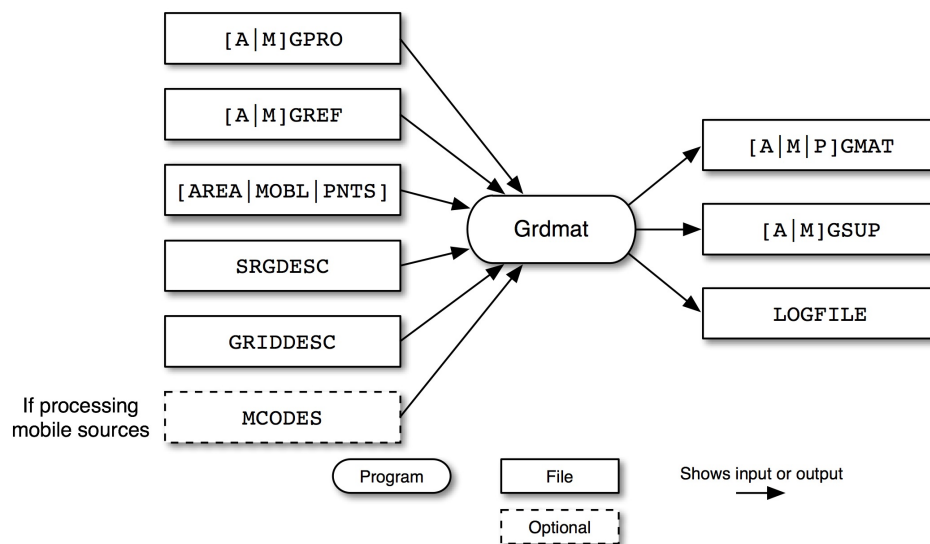 [A|M]GPRO
[A|M]GREF
[AREA|MOBL|PNTS]
SRGDESC
GRIDDESC
If processing
mobile sources
MCODES
Grdmat
[A|M|P]GMAT
[A|M]GSUP
LOGFILE
Program
File
Shows input or output
Optional